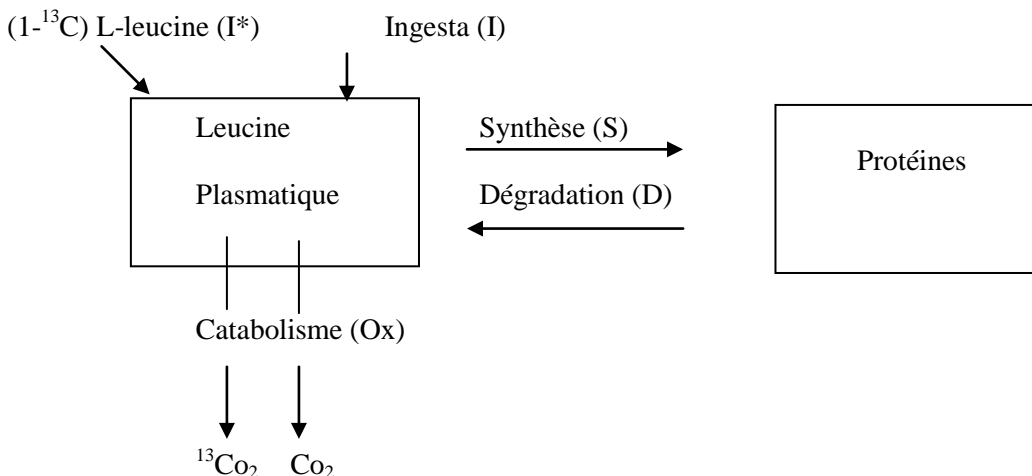 (1-¹³C) L-leucine (I*) Ingesta (I)
Leucine
Plasmatique
Synthèse (S)
Dégradation (D)
Protéines
Catabolisme (Ox)
¹³Co₂ Co₂